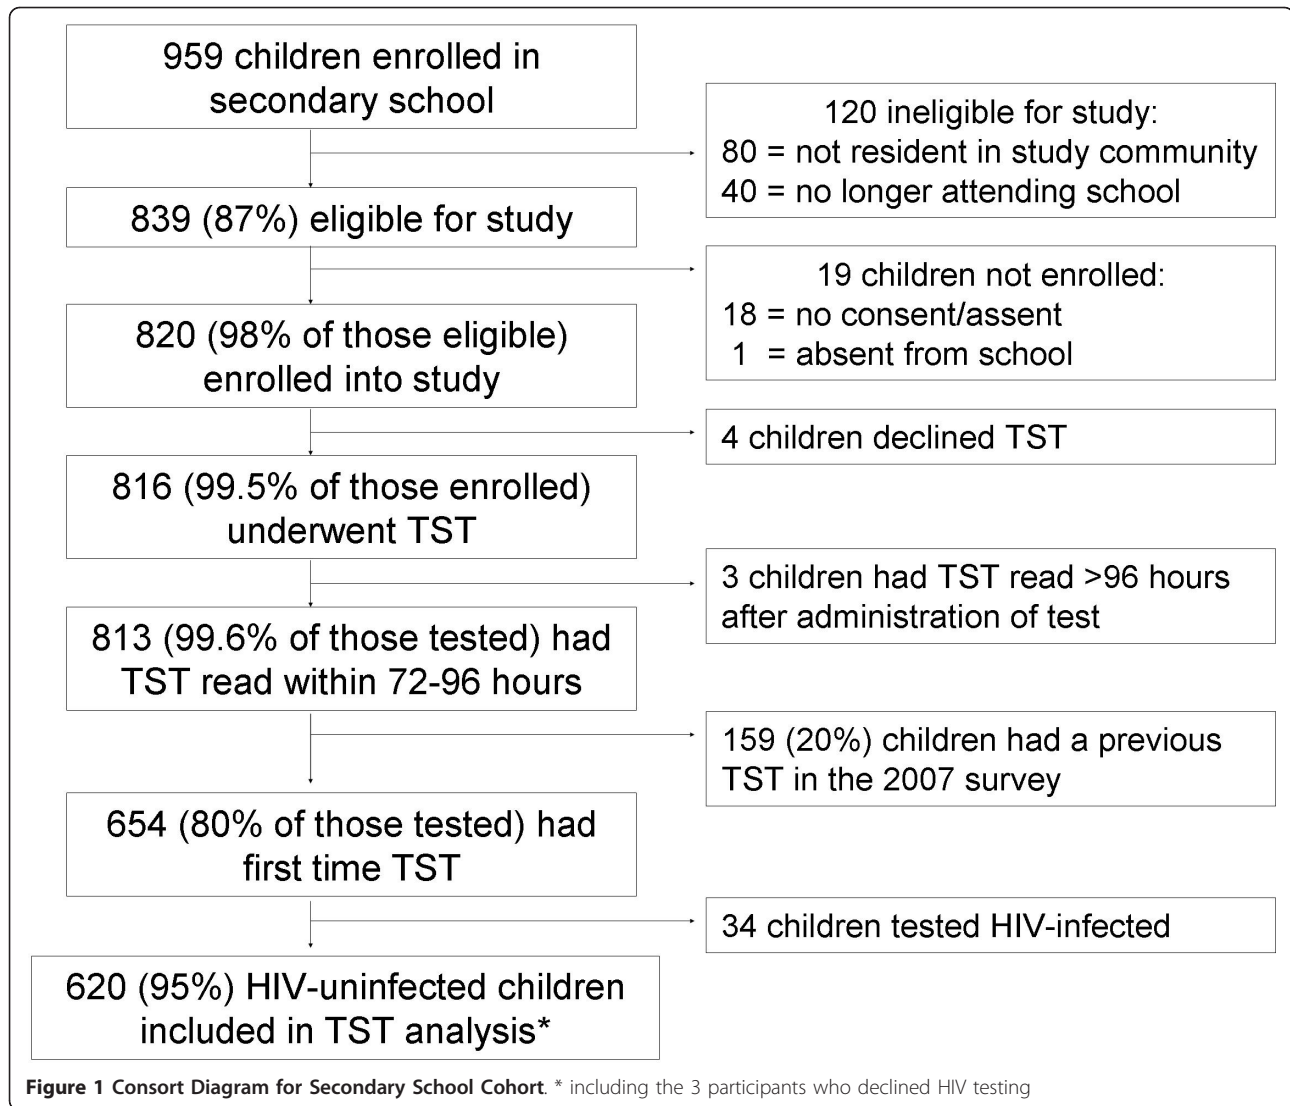 959 children enrolled in
secondary school
120 ineligible for study:
80 = not resident in study community
40 = no longer attending school
839 (87%) eligible for study
19 children not enrolled:
18 = no consent/assent
1 = absent from school
820 (98% of those eligible)
enrolled into study
4 children declined TST
816 (99.5% of those enrolled)
underwent TST
3 children had TST read >96 hours
after administration of test
813 (99.6% of those tested) had
TST read within 72-96 hours
159 (20%) children had a previous
TST in the 2007 survey
654 (80% of those tested) had
first time TST
34 children tested HIV-infected
620 (95%) HIV-uninfected children
included in TST analysis*
Figure 1 Consort Diagram for Secondary School Cohort. * including the 3 participants who declined HIV testing